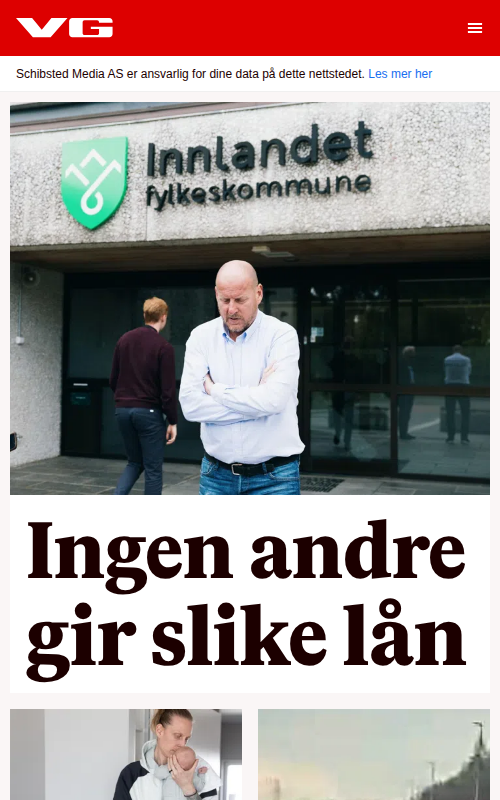 VG
Schibsted Media AS er ansvarlig for dine data på dette nettstedet. Les mer her
Innlandet
fylkeskommune
Ingen andre
gir slike lån